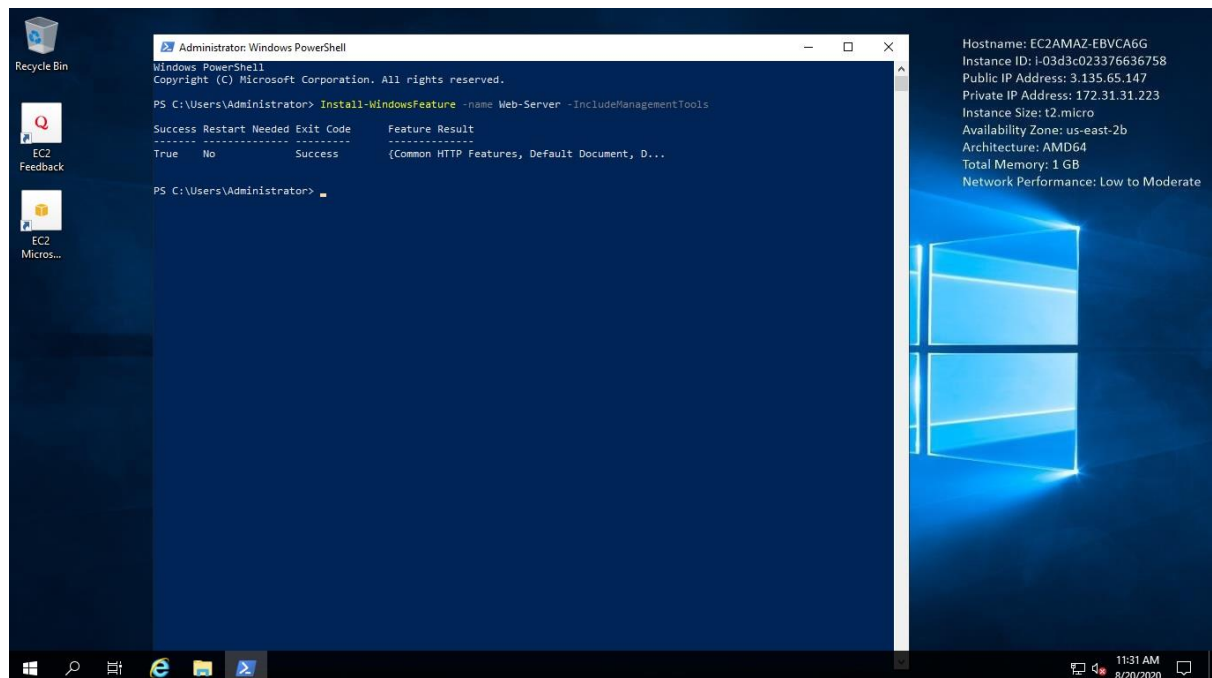 Recycle Bin
EC2
Feedback
EC2
Micros...
Administrator: Windows PowerShell
Windows PowerShell
Copyright (C) Microsoft Corporation. All rights reserved.
PS C:\Users\Administrator> Install-WindowsFeature -name Web-Server -IncludeManagementTools
Success Restart Needed Exit Code      Feature Result
------- -------------- ---------      --------------
True    No             Success        {Common HTTP Features, Default Document, D...
PS C:\Users\Administrator>
Hostname: EC2AMAZ-EBVCA6G
Instance ID: i-03d3c023376636758
Public IP Address: 3.135.65.147
Private IP Address: 172.31.31.223
Instance Size: t2.micro
Availability Zone: us-east-2b
Architecture: AMD64
Total Memory: 1 GB
Network Performance: Low to Moderate
11:31 AM
8/20/2020